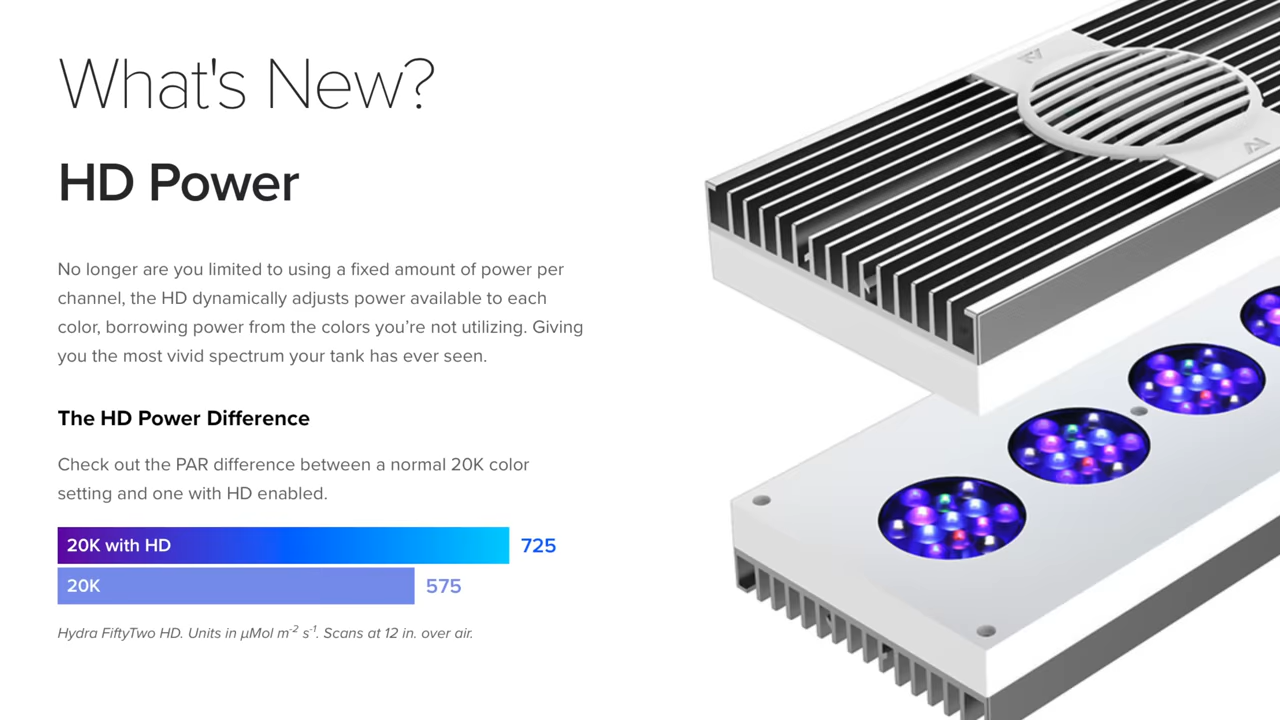 What's New?
HD Power
No longer are you limited to using a fixed amount of power per
channel, the HD dynamically adjusts power available to each
color, borrowing power from the colors you’re not utilizing. Giving
you the most vivid spectrum your tank has ever seen.
The HD Power Difference
Check out the PAR difference between a normal 20K color
setting and one with HD enabled.
20K with HD 725
20K 575
Hydra FiftyTwo HD. Units in μMol m⁻² s⁻¹. Scans at 12 in. over air.
AI
AI